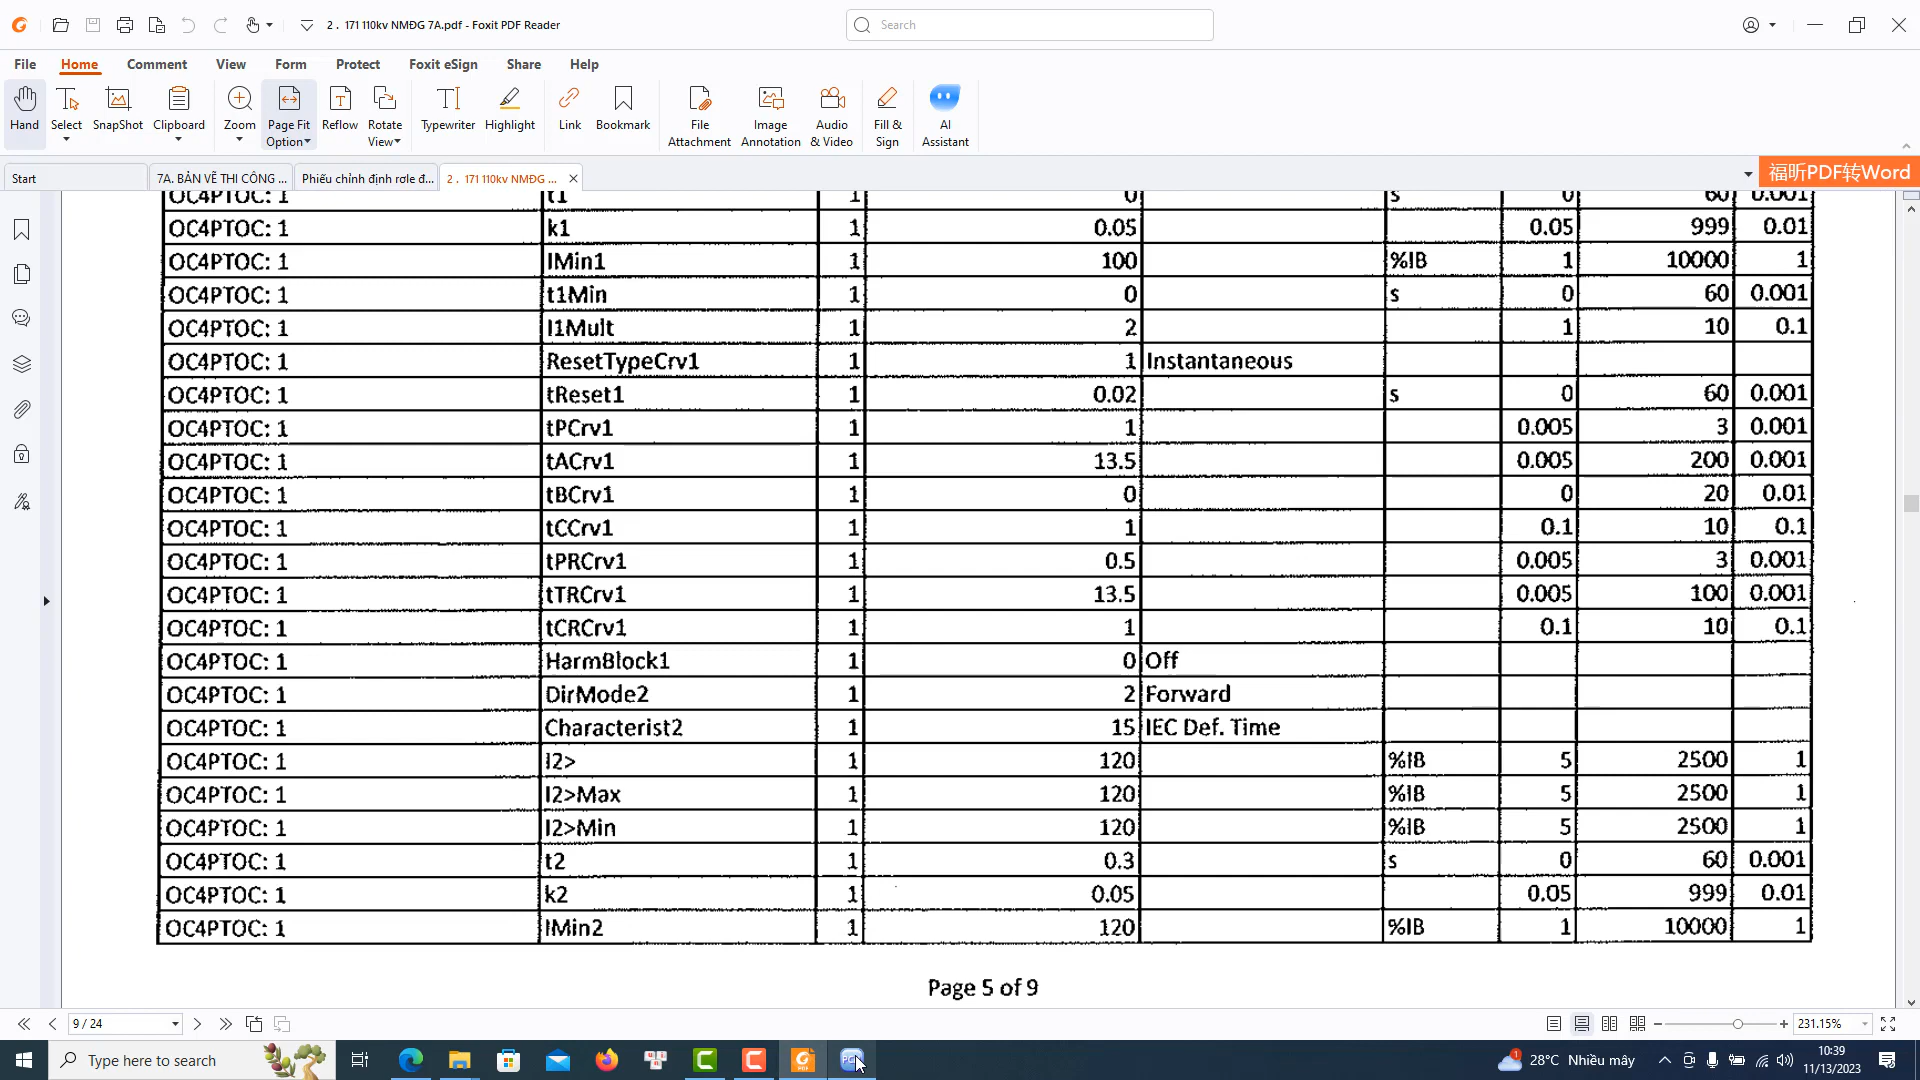 2 . 171 110kv NMĐG 7A.pdf - Foxit PDF Reader
Search
File Home Comment View Form Protect Foxit eSign Share Help
Hand Select SnapShot Clipboard Zoom Page Fit Option Reflow Rotate View Typewriter Highlight Link Bookmark File Attachment Image Annotation Audio & Video Fill & Sign AI Assistant
Start 7A. BẢN VẼ THI CÔNG ... Phiếu chỉnh định rơle đ... 2 . 171 110kv NMĐG ... 福昕PDF转Word
OC4PTOC: 1 t1 1 0 s 0 60 0.001
OC4PTOC: 1 k1 1 0.05 0.05 999 0.01
OC4PTOC: 1 IMin1 1 100 %IB 1 10000 1
OC4PTOC: 1 t1Min 1 0 s 0 60 0.001
OC4PTOC: 1 I1Mult 1 2 1 10 0.1
OC4PTOC: 1 ResetTypeCrv1 1 1 Instantaneous
OC4PTOC: 1 tReset1 1 0.02 s 0 60 0.001
OC4PTOC: 1 tPCrv1 1 1 0.005 3 0.001
OC4PTOC: 1 tACrv1 1 13.5 0.005 200 0.001
OC4PTOC: 1 tBCrv1 1 0 0 20 0.01
OC4PTOC: 1 tCCrv1 1 1 0.1 10 0.1
OC4PTOC: 1 tPRCrv1 1 0.5 0.005 3 0.001
OC4PTOC: 1 tTRCrv1 1 13.5 0.005 100 0.001
OC4PTOC: 1 tCRCrv1 1 1 0.1 10 0.1
OC4PTOC: 1 HarmBlock1 1 0 Off
OC4PTOC: 1 DirMode2 1 2 Forward
OC4PTOC: 1 Characterist2 1 15 IEC Def. Time
OC4PTOC: 1 I2> 1 120 %IB 5 2500 1
OC4PTOC: 1 I2>Max 1 120 %IB 5 2500 1
OC4PTOC: 1 I2>Min 1 120 %IB 5 2500 1
OC4PTOC: 1 t2 1 0.3 s 0 60 0.001
OC4PTOC: 1 k2 1 0.05 0.05 999 0.01
OC4PTOC: 1 IMin2 1 120 %IB 1 10000 1
Page 5 of 9
9 / 24 231.15%
Type here to search 28°C Nhiều mây 10:39
11/13/2023